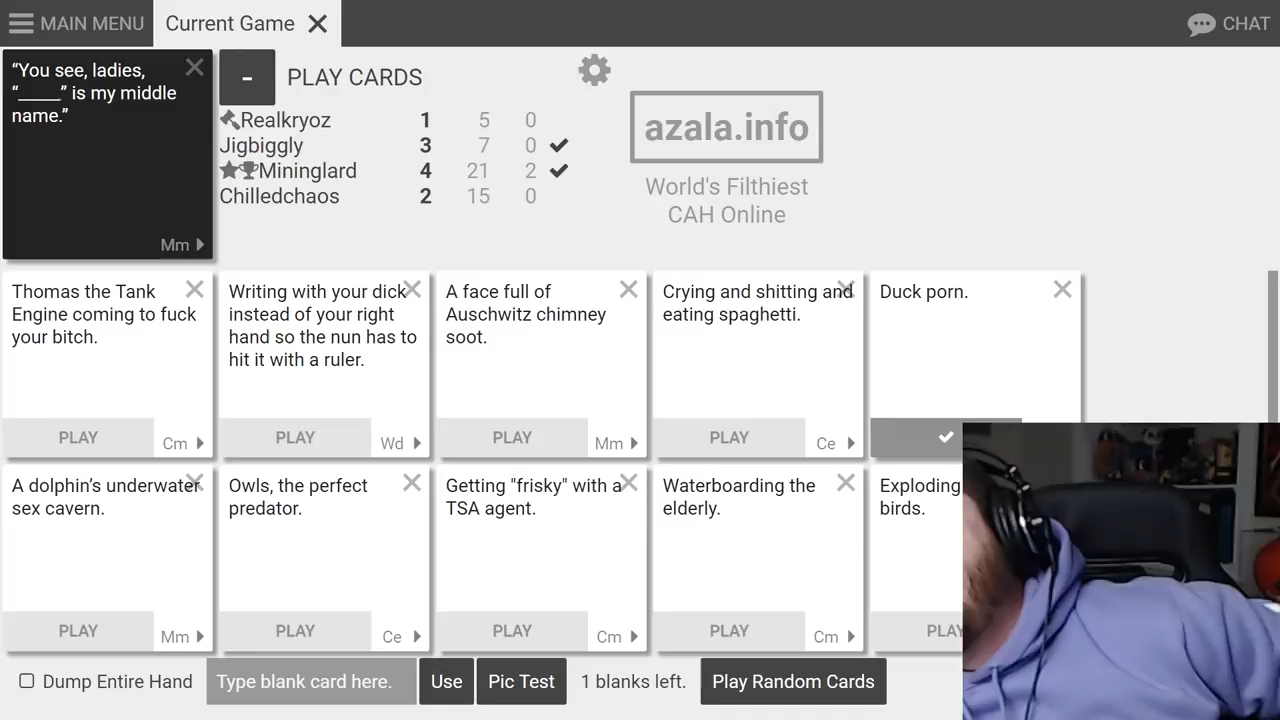 MAIN MENU
Current Game
CHAT
“You see, ladies,
“_____” is my middle
name.”
Mm
-
PLAY CARDS
Realkryoz 1 5 0
Jigbiggly 3 7 0
Mininglard 4 21 2
Chilledchaos 2 15 0
azala.info
World's Filthiest
CAH Online
Thomas the Tank
Engine coming to fuck
your bitch.
PLAY
Cm
Writing with your dick
instead of your right
hand so the nun has to
hit it with a ruler.
PLAY
Wd
A face full of
Auschwitz chimney
soot.
PLAY
Mm
Crying and shitting and
eating spaghetti.
PLAY
Ce
Duck porn.
A dolphin’s underwater
sex cavern.
PLAY
Mm
Owls, the perfect
predator.
PLAY
Ce
Getting "frisky" with a
TSA agent.
PLAY
Cm
Waterboarding the
elderly.
PLAY
Cm
Exploding
birds.
PLAY
Dump Entire Hand
Type blank card here.
Use
Pic Test
1 blanks left.
Play Random Cards